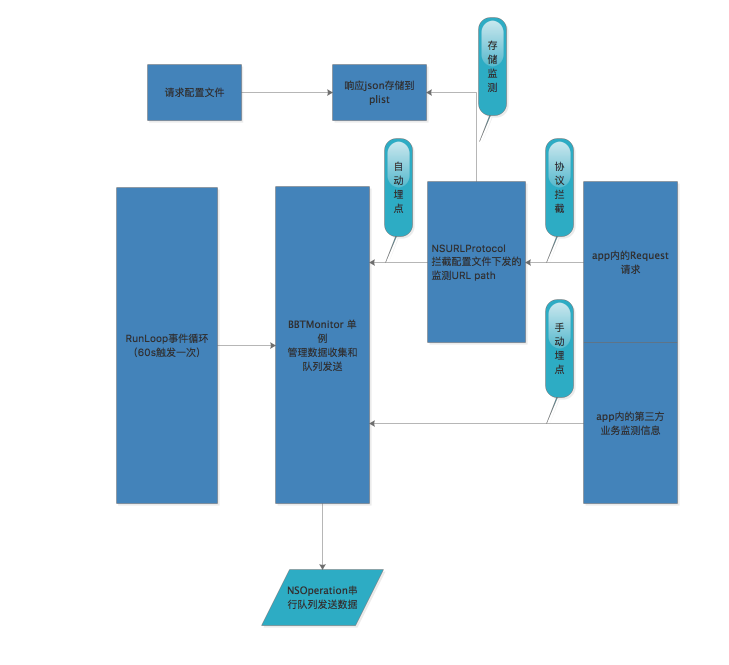 存
储
监
测
请求配置文件
响应json存储到
plist
自
动
埋
点
协
议
拦
截
NSURLProtocol
拦截配置文件下发的
监测URL path
app内的Request
请求
RunLoop事件循环
（60s触发一次）
BBTMonitor 单
例
管理数据收集和
队列发送
手
动
埋
点
app内的第三方
业务监测信息
NSOperation串
行队列发送数据